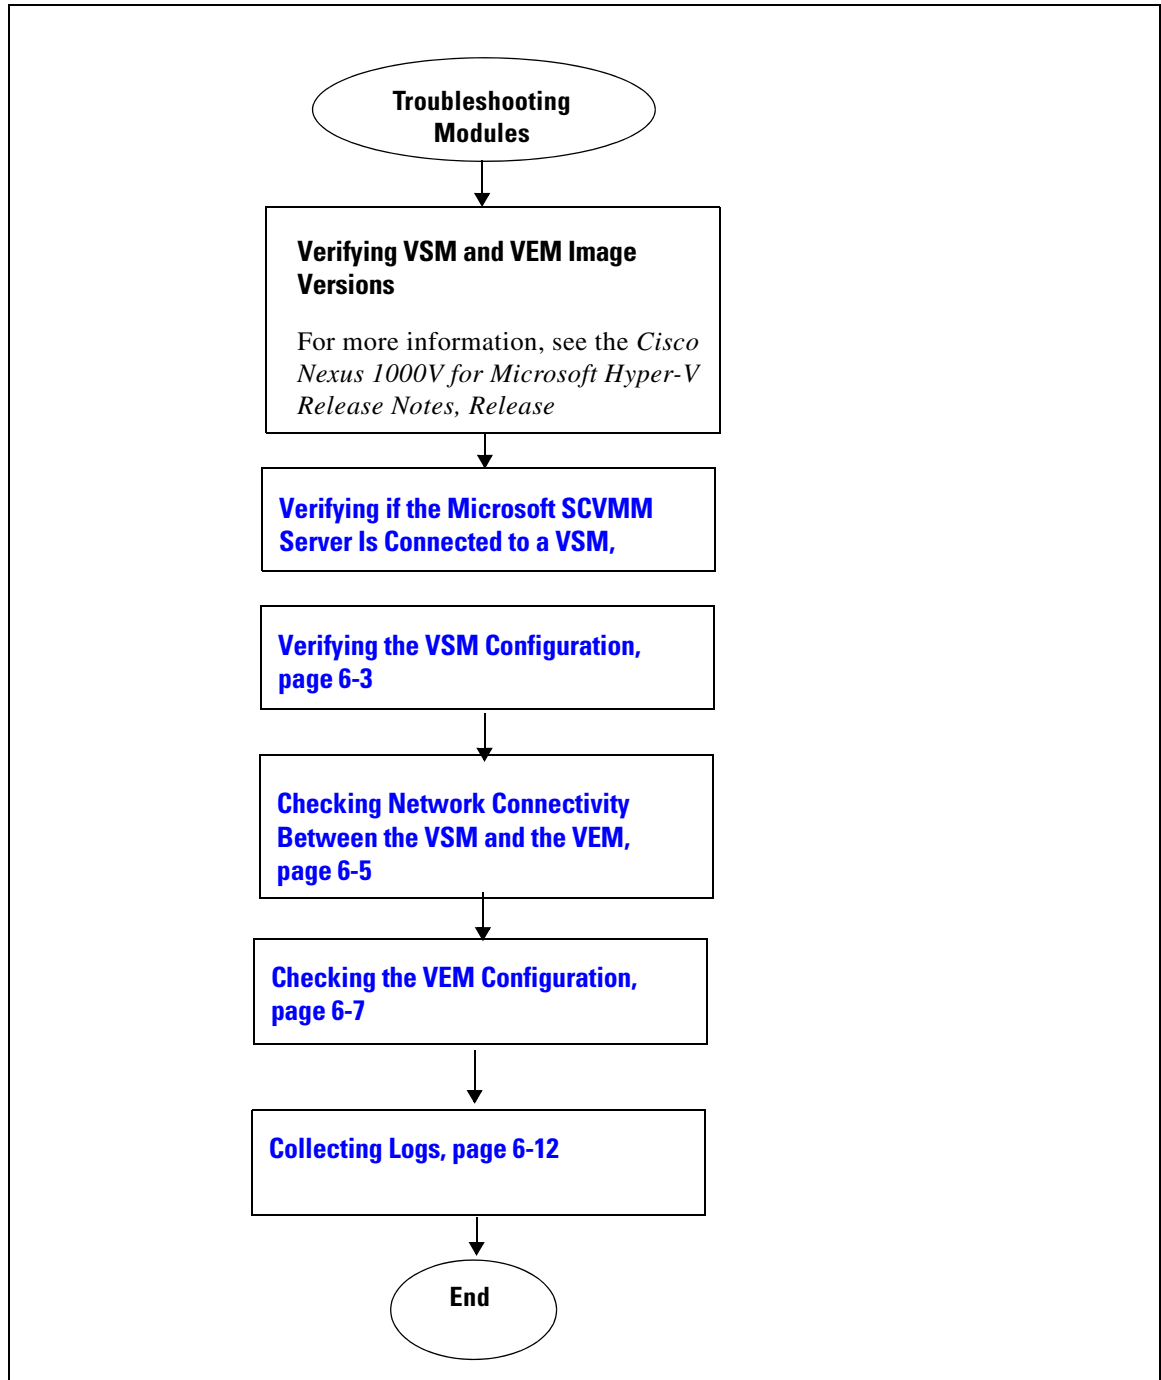 Troubleshooting
Modules
Verifying VSM and VEM Image
Versions
For more information, see the Cisco
Nexus 1000V for Microsoft Hyper-V
Release Notes, Release
Verifying if the Microsoft SCVMM
Server Is Connected to a VSM,
Verifying the VSM Configuration,
page 6-3
Checking Network Connectivity
Between the VSM and the VEM,
page 6-5
Checking the VEM Configuration,
page 6-7
Collecting Logs, page 6-12
End